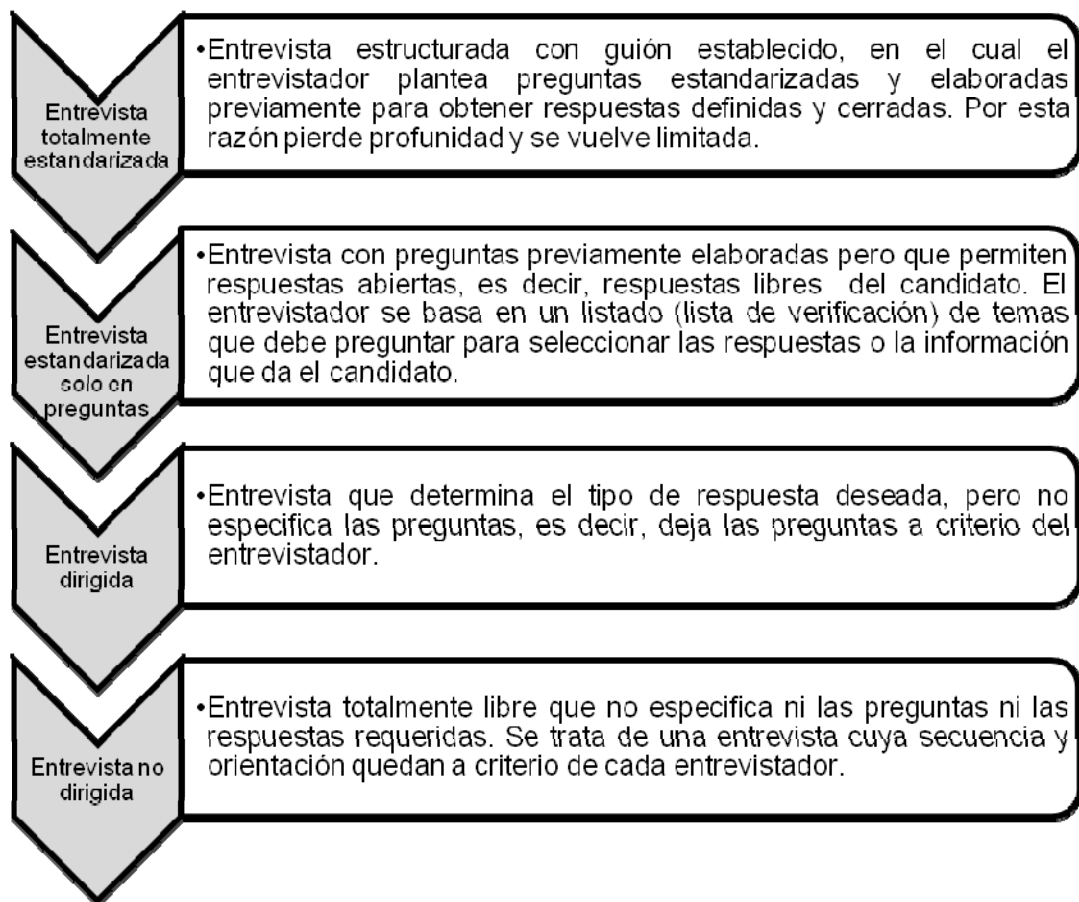 Entrevista
totalmente
estandarizada
•Entrevista estructurada con guión establecido, en el cual el
entrevistador plantea preguntas estandarizadas y elaboradas
previamente para obtener respuestas definidas y cerradas. Por esta
razón pierde profunidad y se vuelve limitada.
Entrevista
estandarizada
solo en
preguntas
•Entrevista con preguntas previamente elaboradas pero que permiten
respuestas abiertas, es decir, respuestas libres del candidato. El
entrevistador se basa en un listado (lista de verificación) de temas
que debe preguntar para seleccionar las respuestas o la información
que da el candidato.
Entrevista
dirigida
•Entrevista que determina el tipo de respuesta deseada, pero no
especifica las preguntas, es decir, deja las preguntas a criterio del
entrevistador.
Entrevista no
dirigida
•Entrevista totalmente libre que no especifica ni las preguntas ni las
respuestas requeridas. Se trata de una entrevista cuya secuencia y
orientación quedan a criterio de cada entrevistador.